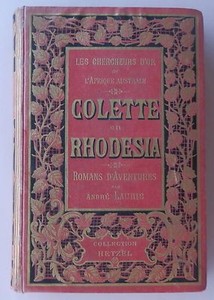 LES CHERCHEURS D'OR
DE
L'AFRIQUE AUSTRALE
COLETTE
EN
RHODESIA
ROMANS D'AVENTURES
PAR
ANDRÉ LAURIE
COLLECTION
HETZEL